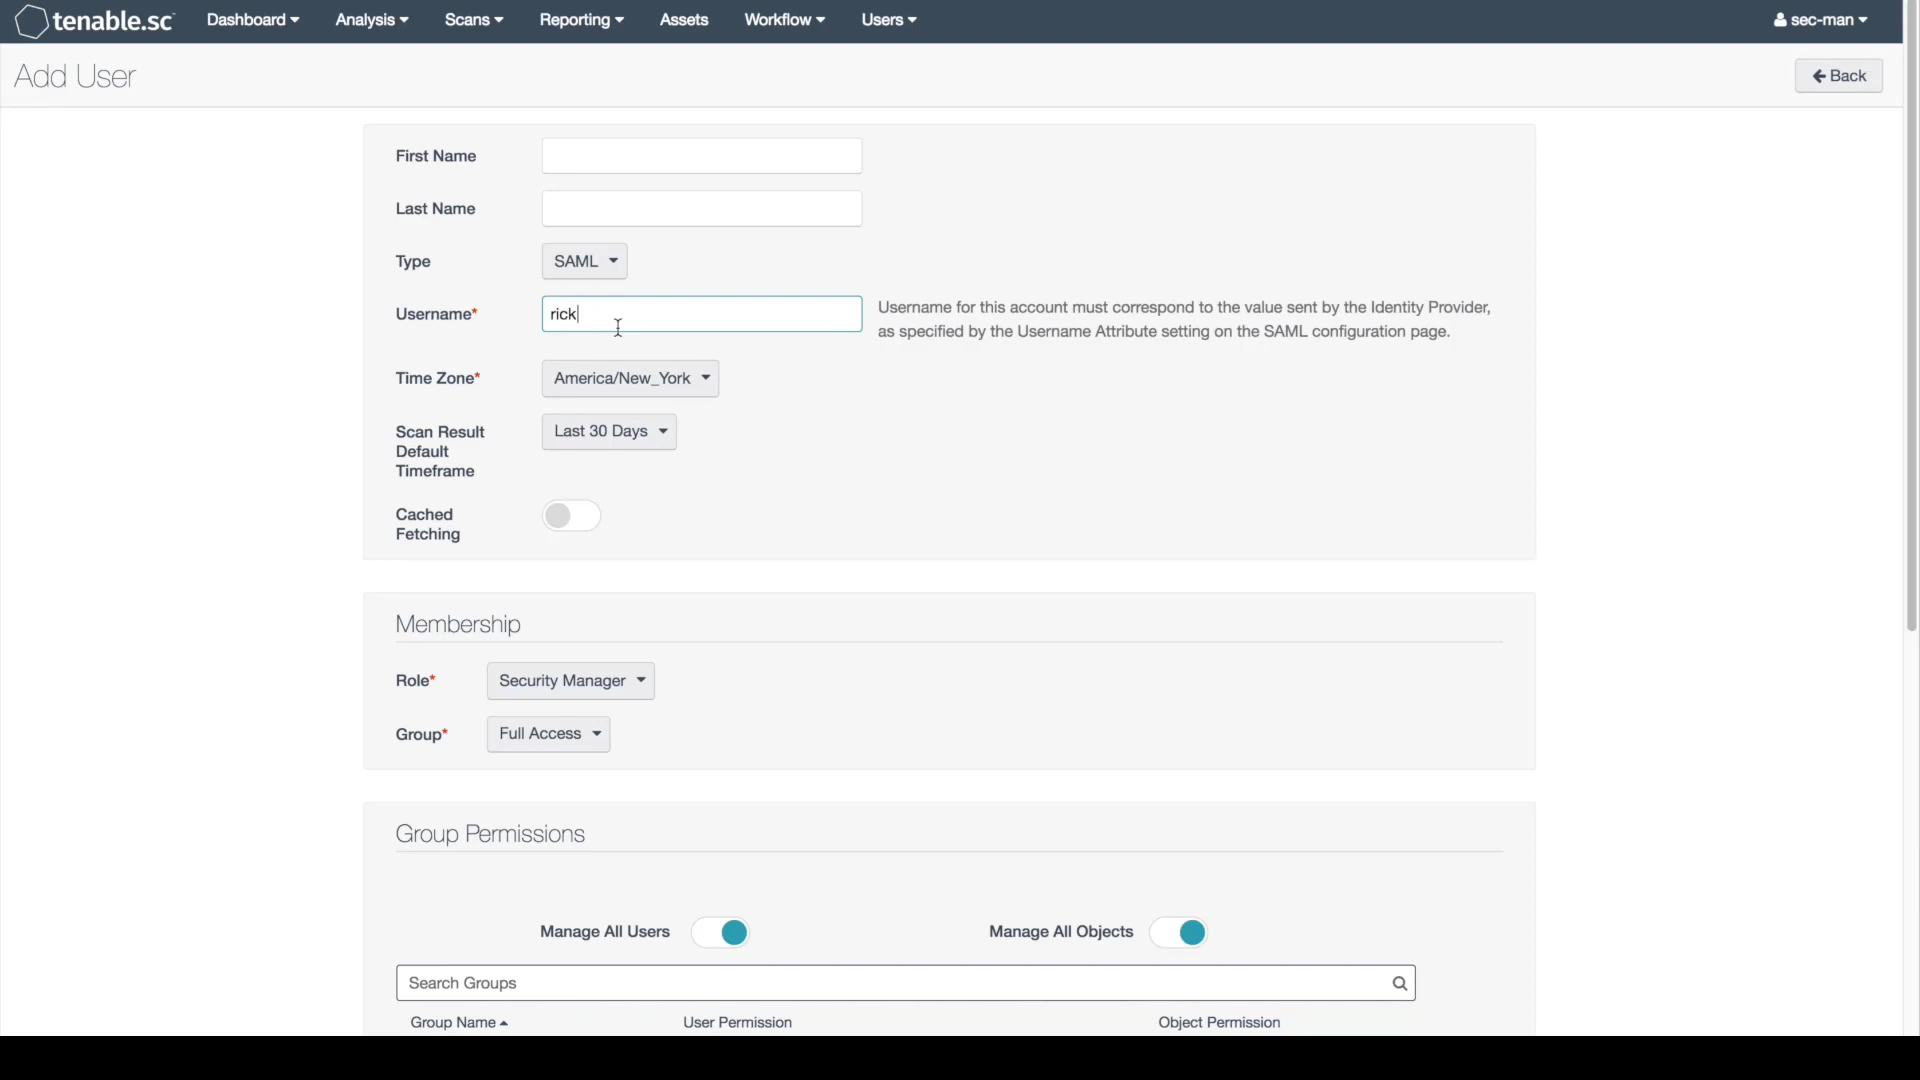 tenable.sc Dashboard Analysis Scans Reporting Assets Workflow Users sec-man
Add User Back
First Name
Last Name
Type SAML
Username* rick Username for this account must correspond to the value sent by the Identity Provider,
as specified by the Username Attribute setting on the SAML configuration page.
Time Zone* America/New_York
Scan Result Last 30 Days
Default
Timeframe
Cached
Fetching
Membership
Role* Security Manager
Group* Full Access
Group Permissions
Manage All Users Manage All Objects
Search Groups
Group Name User Permission Object Permission